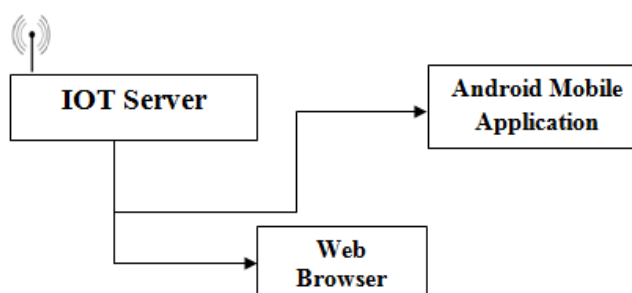 IOT Server
Android Mobile
Application
Web
Browser